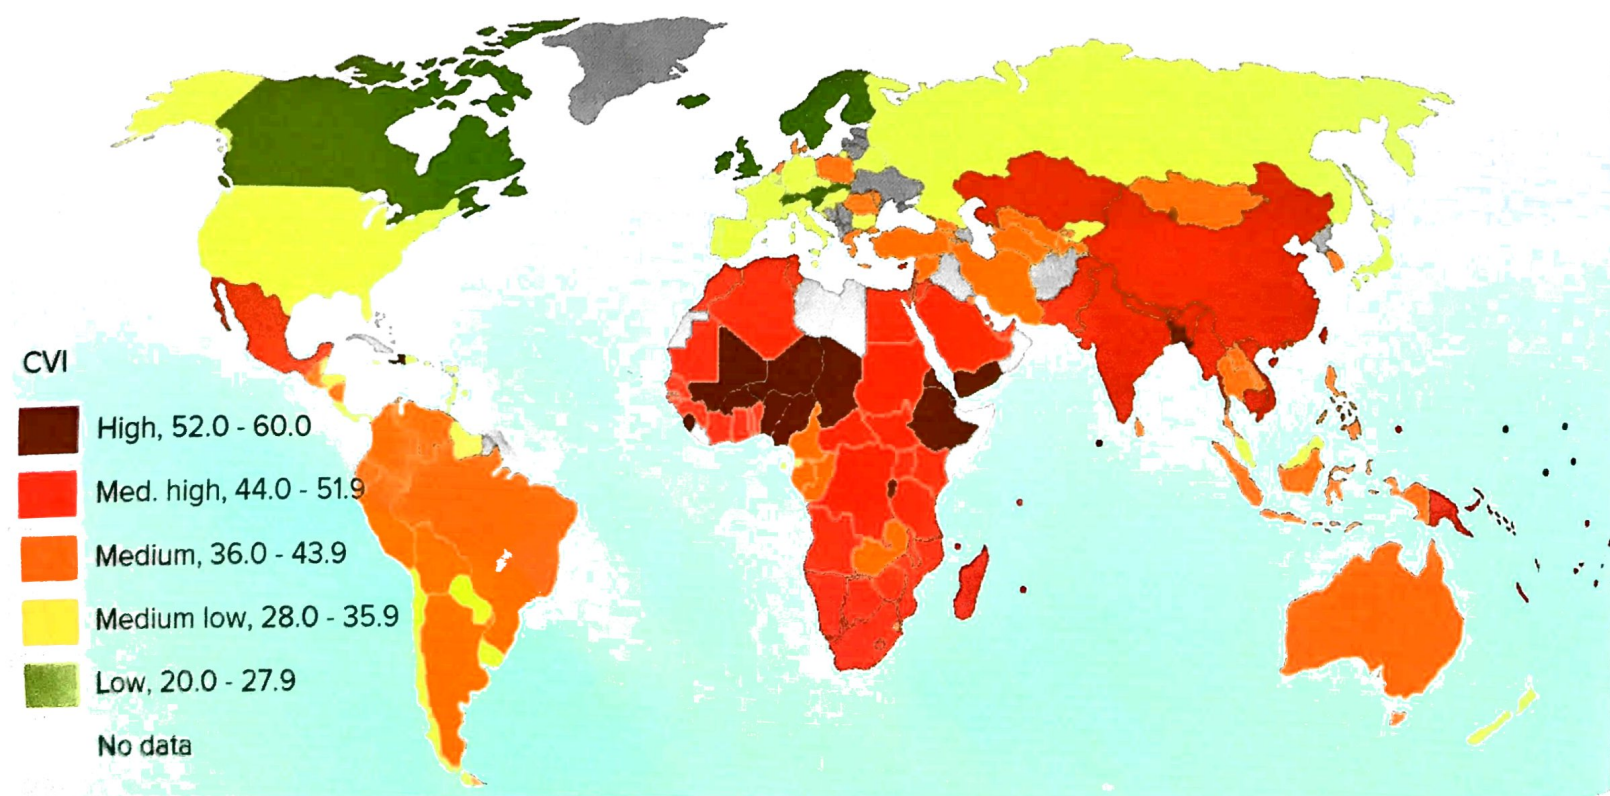 CVI
High, 52.0 - 60.0
Med. high, 44.0 - 51.9
Medium, 36.0 - 43.9
Medium low, 28.0 - 35.9
Low, 20.0 - 27.9
No data